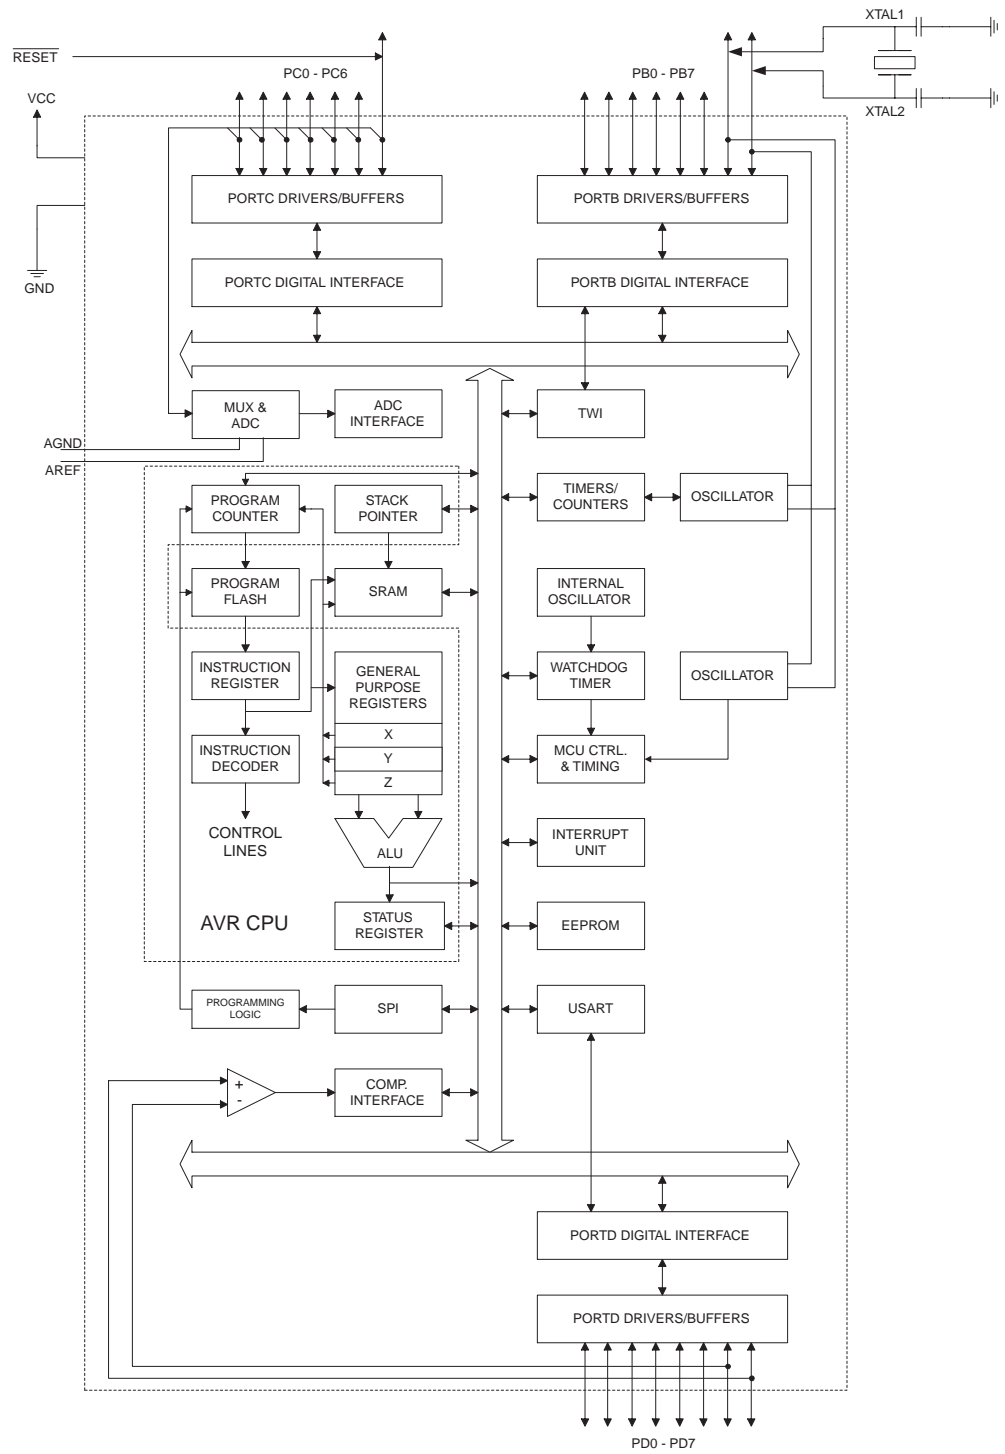 XTAL1
RESET
PC0 - PC6
PB0 - PB7
VCC
XTAL2
PORTC DRIVERS/BUFFERS
PORTB DRIVERS/BUFFERS
PORTC DIGITAL INTERFACE
PORTB DIGITAL INTERFACE
GND
MUX &
ADC
ADC
INTERFACE
TWI
AGND
AREF
PROGRAM
COUNTER
STACK
POINTER
TIMERS/
COUNTERS
OSCILLATOR
PROGRAM
FLASH
SRAM
INTERNAL
OSCILLATOR
INSTRUCTION
REGISTER
GENERAL
PURPOSE
REGISTERS
WATCHDOG
TIMER
OSCILLATOR
X
INSTRUCTION
DECODER
Y
Z
MCU CTRL.
& TIMING
CONTROL
LINES
ALU
INTERRUPT
UNIT
AVR CPU
STATUS
REGISTER
EEPROM
PROGRAMMING
LOGIC
SPI
USART
+
-
COMP.
INTERFACE
PORTD DIGITAL INTERFACE
PORTD DRIVERS/BUFFERS
PD0 - PD7